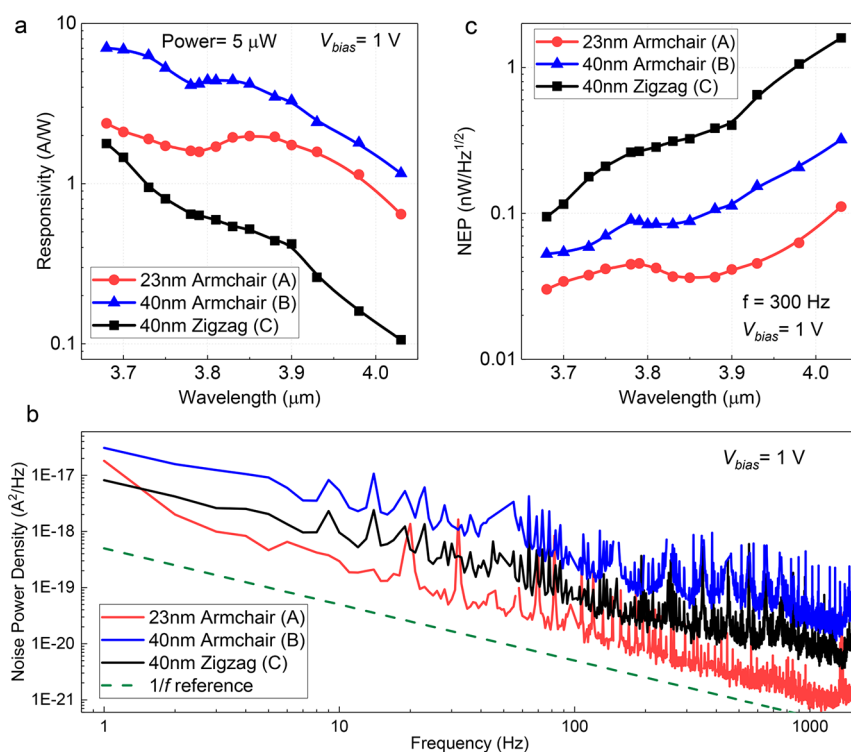 a
Power= 5 μW
V_bias= 1 V
Responsivity (A/W)
10
1
0.1
23nm Armchair (A)
40nm Armchair (B)
40nm Zigzag (C)
3.7 3.8 3.9 4.0
Wavelength (μm)
c
23nm Armchair (A)
40nm Armchair (B)
40nm Zigzag (C)
NEP (nW/Hz^1/2)
1
0.1
0.01
f = 300 Hz
V_bias= 1 V
3.7 3.8 3.9 4.0
Wavelength (μm)
b
V_bias= 1 V
Noise Power Density (A²/Hz)
1E-17
1E-18
1E-19
1E-20
1E-21
23nm Armchair (A)
40nm Armchair (B)
40nm Zigzag (C)
1/f reference
1 10 100 1000
Frequency (Hz)